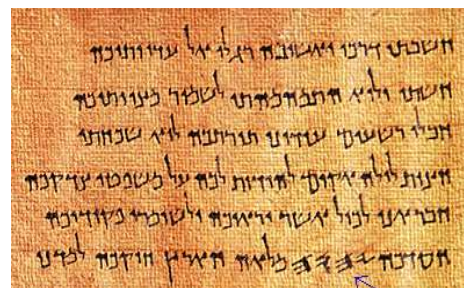 חשבתי דרכי ואשיבה רגלי אל עדוותיכה
חשתי ולוא התמהמהתי לשמור מצוותיכה
חבלי רשעים עודוני תורתכה לוא שכחתי
חצות לילה אקום להודות לכה על משפטי צדקכה
חבר אני לכול אשר יראוכה ולשומרי פקודיכה
חסדכה 𐤉𐤄𐤅𐤄 מלאה הארץ חוקיכה למדני